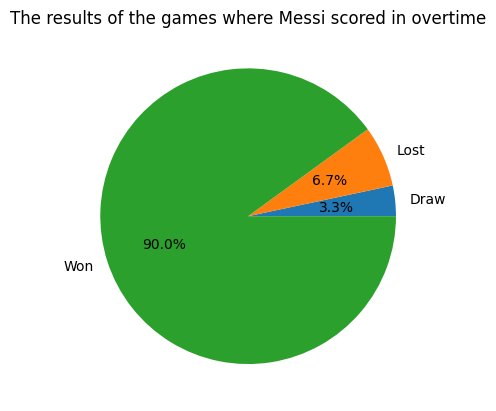 The results of the games where Messi scored in overtime
Lost
6.7%
Draw
3.3%
90.0%
Won